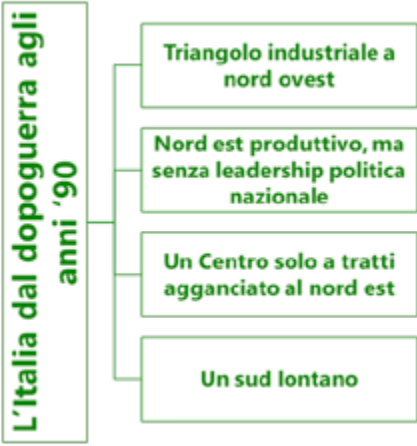 L'Italia dal dopoguerra agli
anni '90
Triangolo industriale a
nord ovest
Nord est produttivo, ma
senza leadership politica
nazionale
Un Centro solo a tratti
agganciato al nord est
Un sud lontano